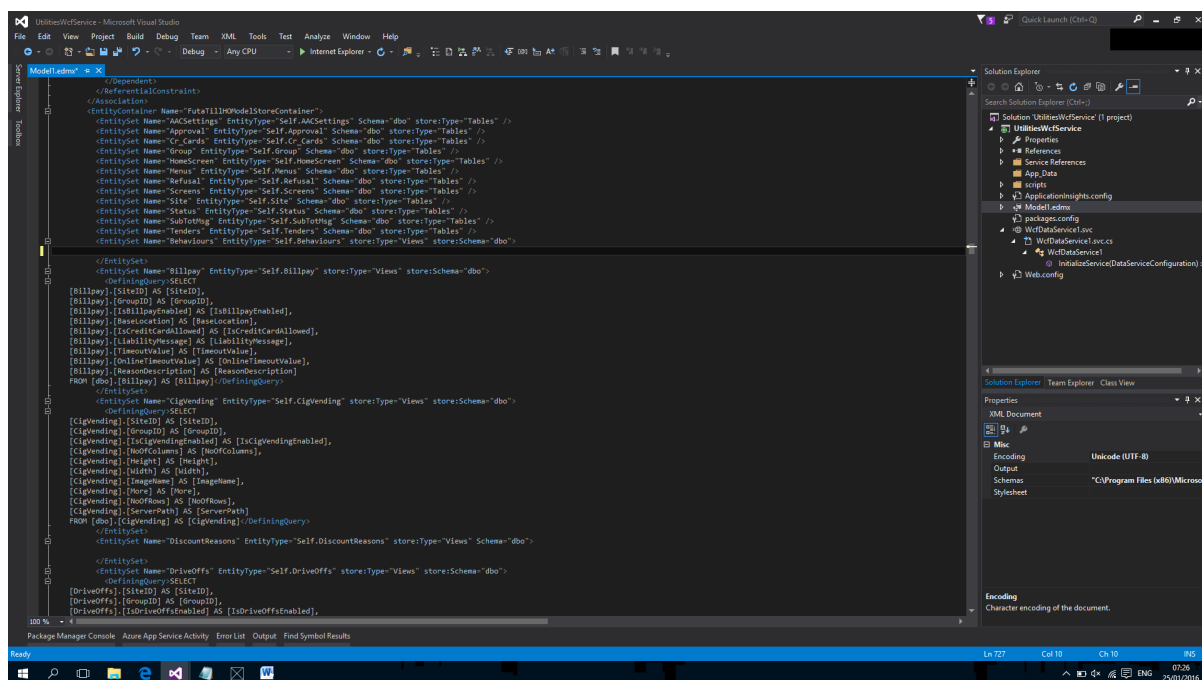 UtilitiesWcfService - Microsoft Visual Studio
5
Quick Launch (Ctrl+Q)
File Edit View Project Build Debug Team XML Tools Test Analyze Window Help
Debug Any CPU Internet Explorer
Server Explorer
Toolbox
Model1.edmx*
</Dependent>
</ReferentialConstraint>
</Association>
<EntityContainer Name="FutaTillHOModelStoreContainer">
<EntitySet Name="AACSettings" EntityType="Self.AACSettings" Schema="dbo" store:Type="Tables" />
<EntitySet Name="Approval" EntityType="Self.Approval" Schema="dbo" store:Type="Tables" />
<EntitySet Name="Cr_Cards" EntityType="Self.Cr_Cards" Schema="dbo" store:Type="Tables" />
<EntitySet Name="Group" EntityType="Self.Group" Schema="dbo" store:Type="Tables" />
<EntitySet Name="HomeScreen" EntityType="Self.HomeScreen" Schema="dbo" store:Type="Tables" />
<EntitySet Name="Menus" EntityType="Self.Menus" Schema="dbo" store:Type="Tables" />
<EntitySet Name="Refusal" EntityType="Self.Refusal" Schema="dbo" store:Type="Tables" />
<EntitySet Name="Screens" EntityType="Self.Screens" Schema="dbo" store:Type="Tables" />
<EntitySet Name="Site" EntityType="Self.Site" Schema="dbo" store:Type="Tables" />
<EntitySet Name="Status" EntityType="Self.Status" Schema="dbo" store:Type="Tables" />
<EntitySet Name="SubTotMsg" EntityType="Self.SubTotMsg" Schema="dbo" store:Type="Tables" />
<EntitySet Name="Tenders" EntityType="Self.Tenders" Schema="dbo" store:Type="Tables" />
<EntitySet Name="Behaviours" EntityType="Self.Behaviours" store:Type="Views" store:Schema="dbo">
</EntitySet>
<EntitySet Name="Billpay" EntityType="Self.Billpay" store:Type="Views" store:Schema="dbo">
<DefiningQuery>SELECT
[Billpay].[SiteID] AS [SiteID],
[Billpay].[GroupID] AS [GroupID],
[Billpay].[IsBillpayEnabled] AS [IsBillpayEnabled],
[Billpay].[BaseLocation] AS [BaseLocation],
[Billpay].[IsCreditCardAllowed] AS [IsCreditCardAllowed],
[Billpay].[LiabilityMessage] AS [LiabilityMessage],
[Billpay].[TimeoutValue] AS [TimeoutValue],
[Billpay].[OnlineTimeoutValue] AS [OnlineTimeoutValue],
[Billpay].[ReasonDescription] AS [ReasonDescription]
FROM [dbo].[Billpay] AS [Billpay]</DefiningQuery>
</EntitySet>
<EntitySet Name="CigVending" EntityType="Self.CigVending" store:Type="Views" store:Schema="dbo">
<DefiningQuery>SELECT
[CigVending].[SiteID] AS [SiteID],
[CigVending].[GroupID] AS [GroupID],
[CigVending].[IsCigVendingEnabled] AS [IsCigVendingEnabled],
[CigVending].[NoOfColumns] AS [NoOfColumns],
[CigVending].[Height] AS [Height],
[CigVending].[Width] AS [Width],
[CigVending].[ImageName] AS [ImageName],
[CigVending].[More] AS [More],
[CigVending].[NoOfRows] AS [NoOfRows],
[CigVending].[ServerPath] AS [ServerPath]
FROM [dbo].[CigVending] AS [CigVending]</DefiningQuery>
</EntitySet>
<EntitySet Name="DiscountReasons" EntityType="Self.DiscountReasons" store:Type="Views" Schema="dbo">
</EntitySet>
<EntitySet Name="DriveOffs" EntityType="Self.DriveOffs" store:Type="Views" store:Schema="dbo">
<DefiningQuery>SELECT
[DriveOffs].[SiteID] AS [SiteID],
[DriveOffs].[GroupID] AS [GroupID],
[DriveOffs].[IsDriveOffsEnabled] AS [IsDriveOffsEnabled],
100 %
Solution Explorer
Search Solution Explorer (Ctrl+;)
Solution 'UtilitiesWcfService' (1 project)
UtilitiesWcfService
Properties
References
Service References
App_Data
scripts
ApplicationInsights.config
Model1.edmx
packages.config
WcfDataService1.svc
WcfDataService1.svc.cs
WcfDataService1
InitializeService(DataServiceConfiguration) :
Web.config
Solution Explorer Team Explorer Class View
Properties
XML Document
Misc
Encoding Unicode (UTF-8)
Output
Schemas "C:\Program Files (x86)\Microso
Stylesheet
Encoding
Character encoding of the document.
Package Manager Console Azure App Service Activity Error List Output Find Symbol Results
Ready Ln 727 Col 10 Ch 10 INS
ENG 07:26
25/01/2016